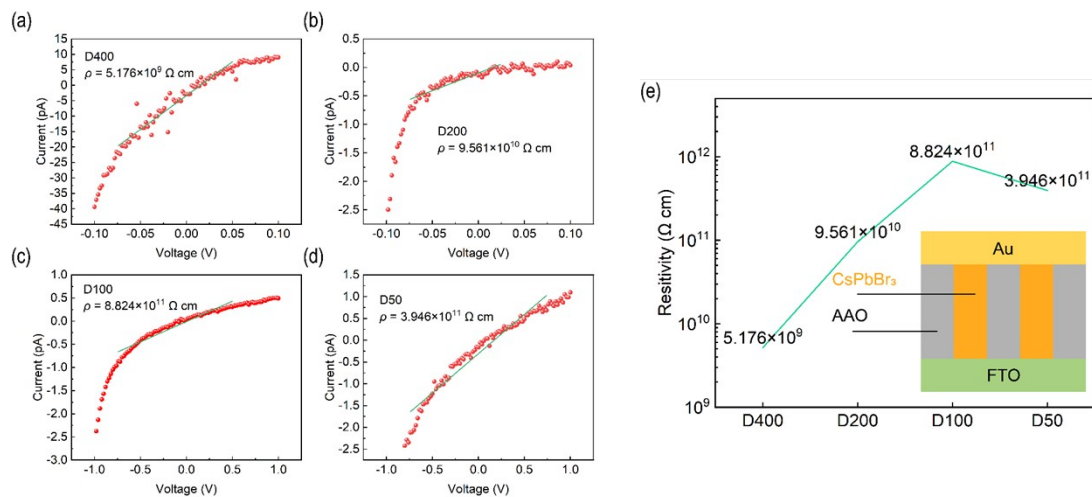 (a)
D400
ρ = 5.176×10⁹ Ω cm
Current (pA)
15
10
5
0
-5
-10
-15
-20
-25
-30
-35
-40
-45
-0.10
-0.05
0.00
0.05
0.10
Voltage (V)
(b)
D200
ρ = 9.561×10¹⁰ Ω cm
Current (pA)
0.5
0.0
-0.5
-1.0
-1.5
-2.0
-2.5
-0.10
-0.05
0.00
0.05
0.10
Voltage (V)
(c)
D100
ρ = 8.824×10¹¹ Ω cm
Current (pA)
1.0
0.5
0.0
-0.5
-1.0
-1.5
-2.0
-2.5
-3.0
-1.0
-0.5
0.0
0.5
1.0
Voltage (V)
(d)
D50
ρ = 3.946×10¹¹ Ω cm
Current (pA)
1.5
1.0
0.5
0.0
-0.5
-1.0
-1.5
-2.0
-2.5
-1.0
-0.5
0.0
0.5
1.0
Voltage (V)
(e)
Resitivity (Ω cm)
10¹²
10¹¹
10¹⁰
10⁹
5.176×10⁹
9.561×10¹⁰
8.824×10¹¹
3.946×10¹¹
D400
D200
D100
D50
Au
CsPbBr₃
AAO
FTO